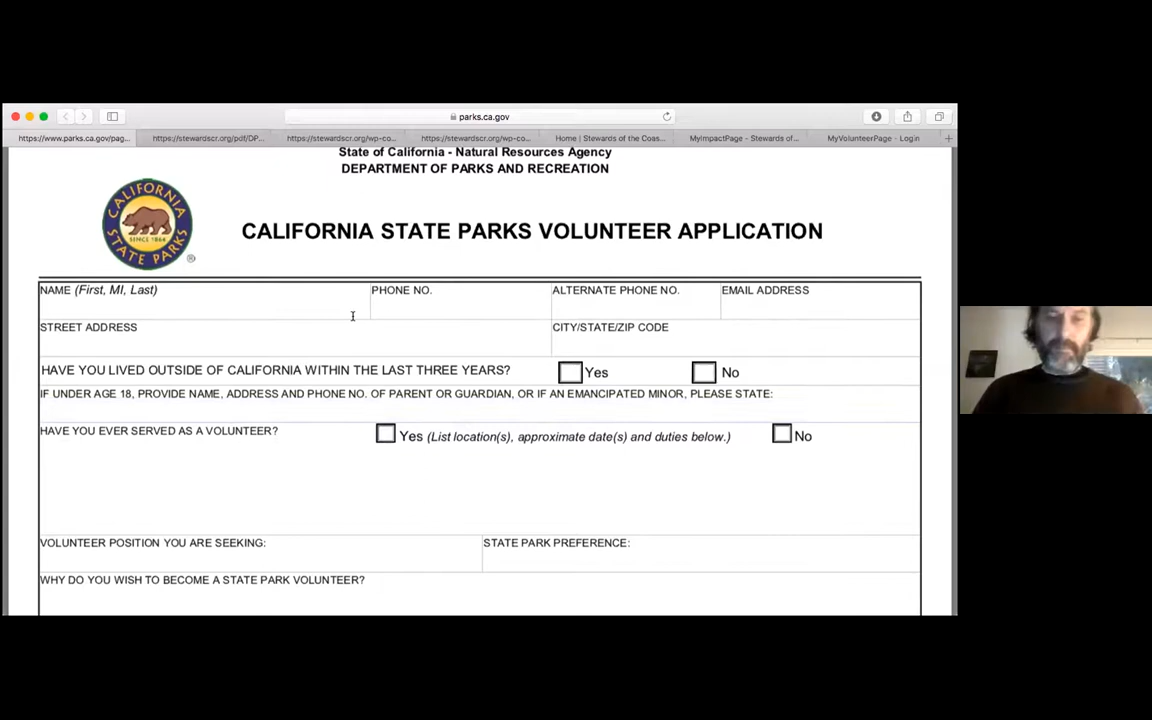 parks.ca.gov
https://www.parks.ca.gov/pag...
https://stewardscr.org/pdf/DP...
https://stewardscr.org/wp-co...
https://stewardscr.org/wp-co...
Home | Stewards of the Coas...
MyImpactPage - Stewards of...
MyVolunteerPage - Login
State of California - Natural Resources Agency
DEPARTMENT OF PARKS AND RECREATION
CALIFORNIA
STATE PARKS
SINCE 1864
®
CALIFORNIA STATE PARKS VOLUNTEER APPLICATION
NAME (First, MI, Last)
PHONE NO.
ALTERNATE PHONE NO.
EMAIL ADDRESS
STREET ADDRESS
CITY/STATE/ZIP CODE
HAVE YOU LIVED OUTSIDE OF CALIFORNIA WITHIN THE LAST THREE YEARS?
Yes
No
IF UNDER AGE 18, PROVIDE NAME, ADDRESS AND PHONE NO. OF PARENT OR GUARDIAN, OR IF AN EMANCIPATED MINOR, PLEASE STATE:
HAVE YOU EVER SERVED AS A VOLUNTEER?
Yes (List location(s), approximate date(s) and duties below.)
No
VOLUNTEER POSITION YOU ARE SEEKING:
STATE PARK PREFERENCE:
WHY DO YOU WISH TO BECOME A STATE PARK VOLUNTEER?